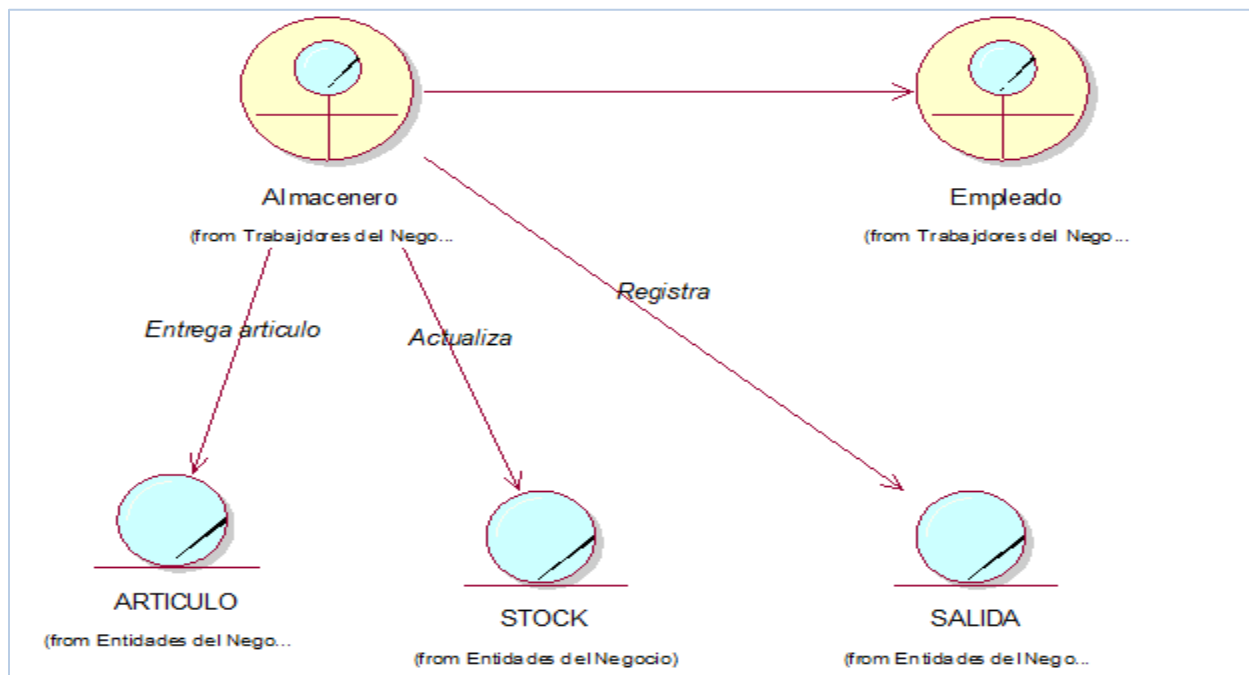 Almacenero
(from Trabajdores del Nego...
Empleado
(from Trabajdores del Nego...
Registra
Entrega articulo
Actualiza
ARTICULO
(from Entidades del Nego...
STOCK
(from Entidades del Negocio)
SALIDA
(from Entidades del Nego...